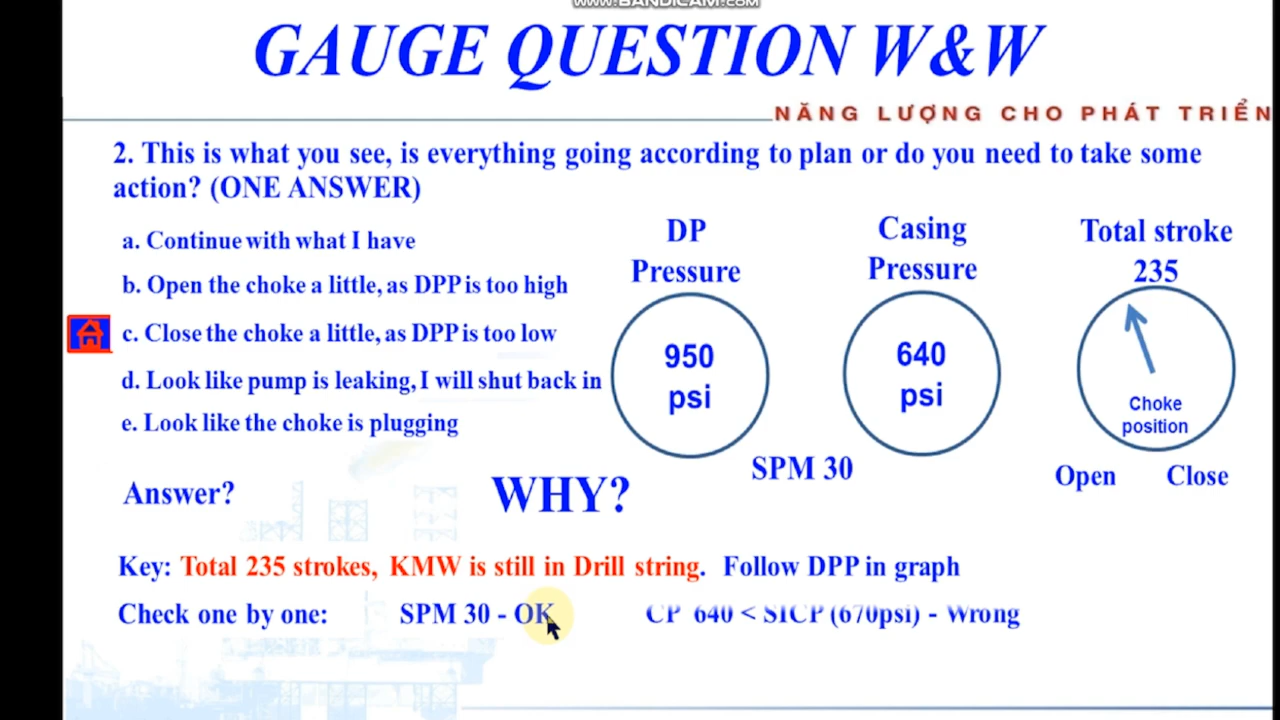 www.BANDICAM.com
GAUGE QUESTION W&W
NĂNG LƯỢNG CHO PHÁT TRIỂN
2. This is what you see, is everything going according to plan or do you need to take some
action? (ONE ANSWER)
a. Continue with what I have
b. Open the choke a little, as DPP is too high
c. Close the choke a little, as DPP is too low
d. Look like pump is leaking, I will shut back in
e. Look like the choke is plugging
DP
Pressure
950
psi
Casing
Pressure
640
psi
Total stroke
235
Choke
position
SPM 30
Open Close
Answer? WHY?
Key: Total 235 strokes, KMW is still in Drill string. Follow DPP in graph
Check one by one: SPM 30 - OK CP 640 < SICP (670psi) - Wrong